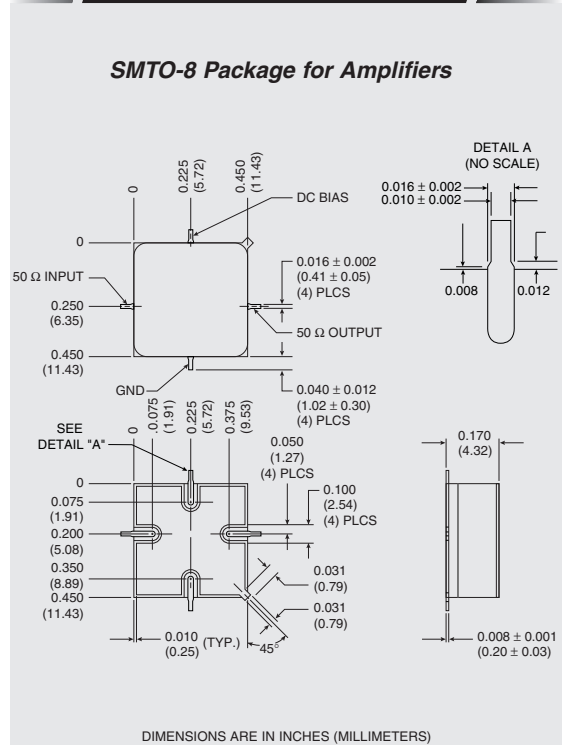 SMTO-8 Package for Amplifiers
0
0.225
(5.72)
0.450
(11.43)
DC BIAS
0
50 Ω INPUT
0.250
(6.35)
0.450
(11.43)
0.016 ± 0.002
(0.41 ± 0.05)
(4) PLCS
50 Ω OUTPUT
GND
0.040 ± 0.012
(1.02 ± 0.30)
(4) PLCS
DETAIL A
(NO SCALE)
0.016 ± 0.002
0.010 ± 0.002
0.008
0.012
SEE
DETAIL "A"
0
.0.075
(1.91)
0.225
(5.72)
0.375
(9.53)
0.050
(1.27)
(4) PLCS
0
0.075
(1.91)
0.200
(5.08)
0.350
(8.89)
0.450
(11.43)
0.100
(2.54)
(4) PLCS
0.031
(0.79)
0.031
(0.79)
0.010
(0.25)
(TYP.)
45°
0.170
(4.32)
0.008 ± 0.001
(0.20 ± 0.03)
DIMENSIONS ARE IN INCHES (MILLIMETERS)